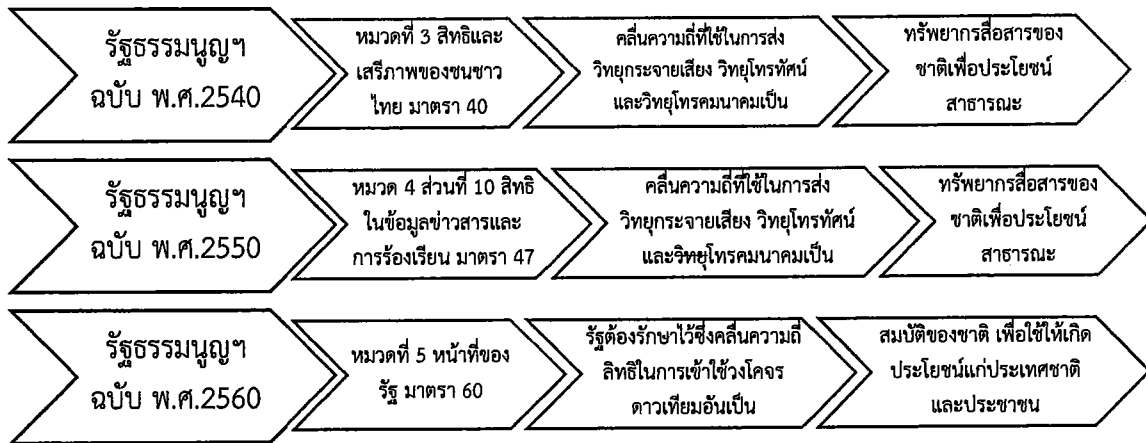 รัฐธรรมนูญฯ
ฉบับ พ.ศ.2540
หมวดที่ 3 สิทธิและ
เสรีภาพของชนชาว
ไทย มาตรา 40
คลื่นความถี่ที่ใช้ในการส่ง
วิทยุกระจายเสียง วิทยุโทรทัศน์
และวิทยุโทรคมนาคมเป็น
ทรัพยากรสื่อสารของ
ชาติเพื่อประโยชน์
สาธารณะ
รัฐธรรมนูญฯ
ฉบับ พ.ศ.2550
หมวด 4 ส่วนที่ 10 สิทธิ
ในข้อมูลข่าวสารและ
การร้องเรียน มาตรา 47
คลื่นความถี่ที่ใช้ในการส่ง
วิทยุกระจายเสียง วิทยุโทรทัศน์
และวิทยุโทรคมนาคมเป็น
ทรัพยากรสื่อสารของ
ชาติเพื่อประโยชน์
สาธารณะ
รัฐธรรมนูญฯ
ฉบับ พ.ศ.2560
หมวดที่ 5 หน้าที่ของ
รัฐ มาตรา 60
รัฐต้องรักษาไว้ซึ่งคลื่นความถี่
สิทธิในการเข้าใช้วงโคจร
ดาวเทียมอันเป็น
สมบัติของชาติ เพื่อใช้ให้เกิด
ประโยชน์แก่ประเทศชาติ
และประชาชน